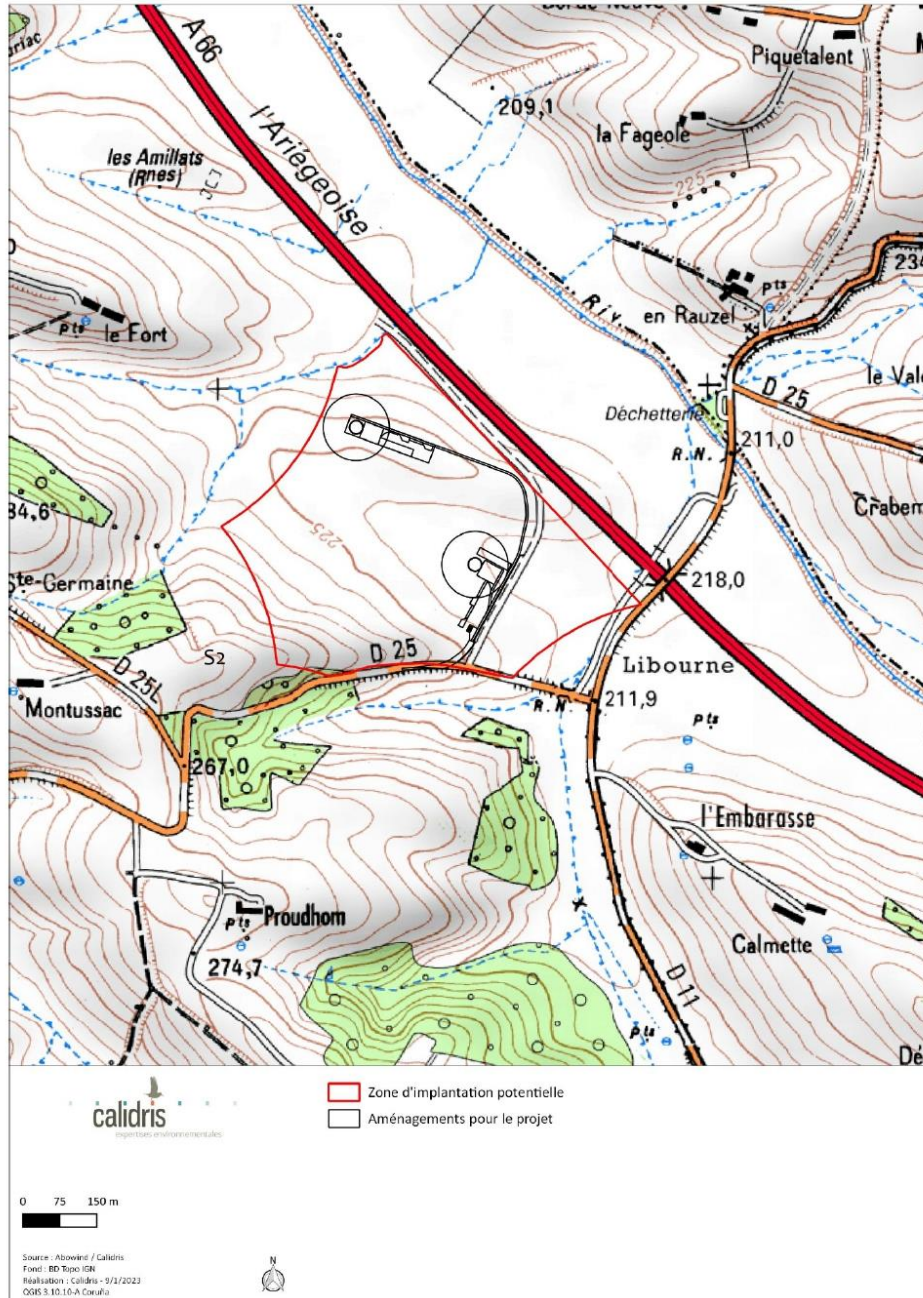 Piquetalent
A 66
209,1
la Fageole
l'Ariégeoise
les Amillats
(Rnes)
225
234
Pts
en Rauzel
Riv.
le Fort
Pts
D 25
Déchetterie
211,0
R.N.
225
Ste-Germaine
218,0
S2
D 25
Libourne
D 25l
Montussac
R.N.
211,9
Pts
267,0
l'Embarasse
Proudhom
Pts
Calmette
274,7
D 11
Pts
calidris
expertises environnementales
Zone d'implantation potentielle
Aménagements pour le projet
0 75 150 m
Source : Abowind / Calidris
Fond : BD Topo IGN
Réalisation : Calidris - 9/1/2023
QGIS 3.10.10-A Coruña
N